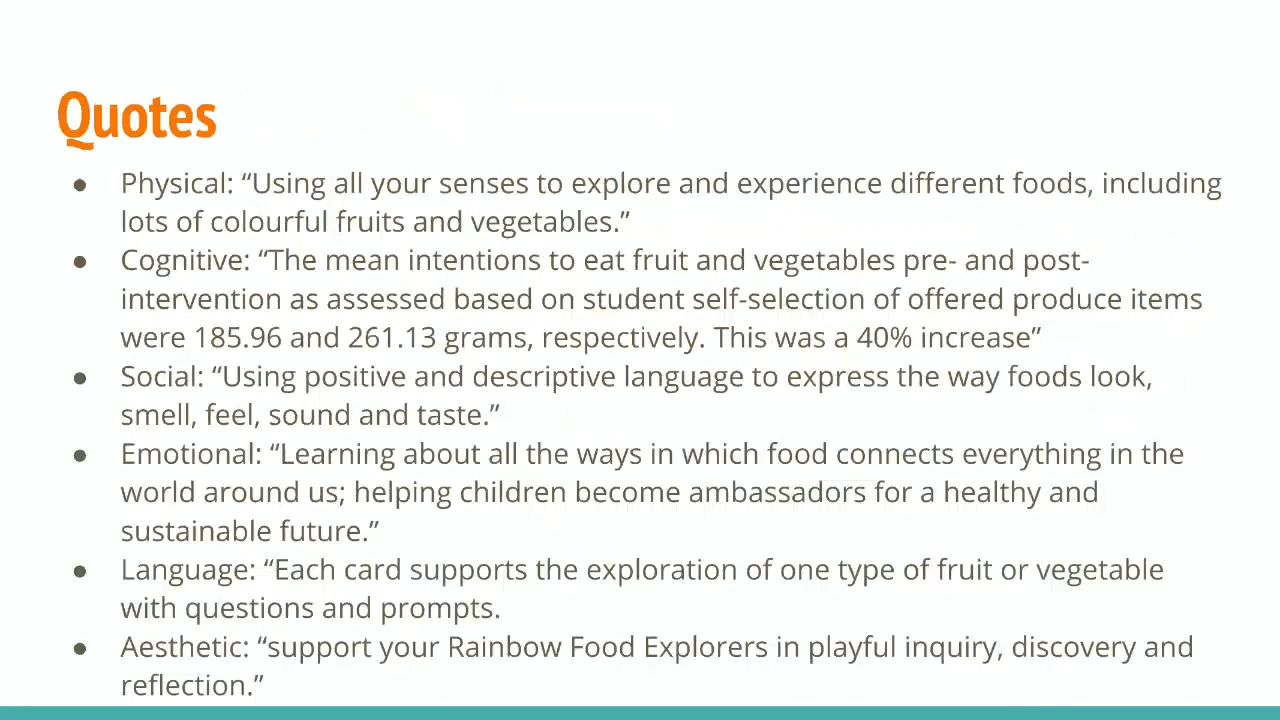 Quotes
● Physical: “Using all your senses to explore and experience different foods, including
lots of colourful fruits and vegetables.”
● Cognitive: “The mean intentions to eat fruit and vegetables pre- and post-
intervention as assessed based on student self-selection of offered produce items
were 185.96 and 261.13 grams, respectively. This was a 40% increase”
● Social: “Using positive and descriptive language to express the way foods look,
smell, feel, sound and taste.”
● Emotional: “Learning about all the ways in which food connects everything in the
world around us; helping children become ambassadors for a healthy and
sustainable future.”
● Language: “Each card supports the exploration of one type of fruit or vegetable
with questions and prompts.
● Aesthetic: “support your Rainbow Food Explorers in playful inquiry, discovery and
reflection.”